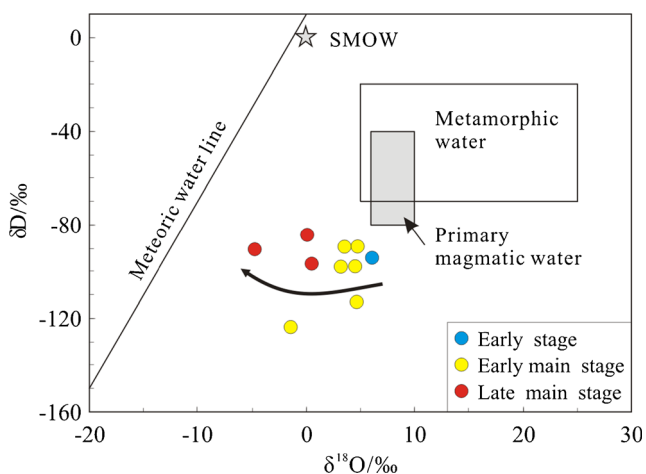 0
SMOW
-40
Metamorphic
water
δD/‰
Meteoric water line
-80
Primary
magmatic water
-120
Early stage
Early main stage
Late main stage
-160
-20
-10
0
10
20
30
δ¹⁸O/‰